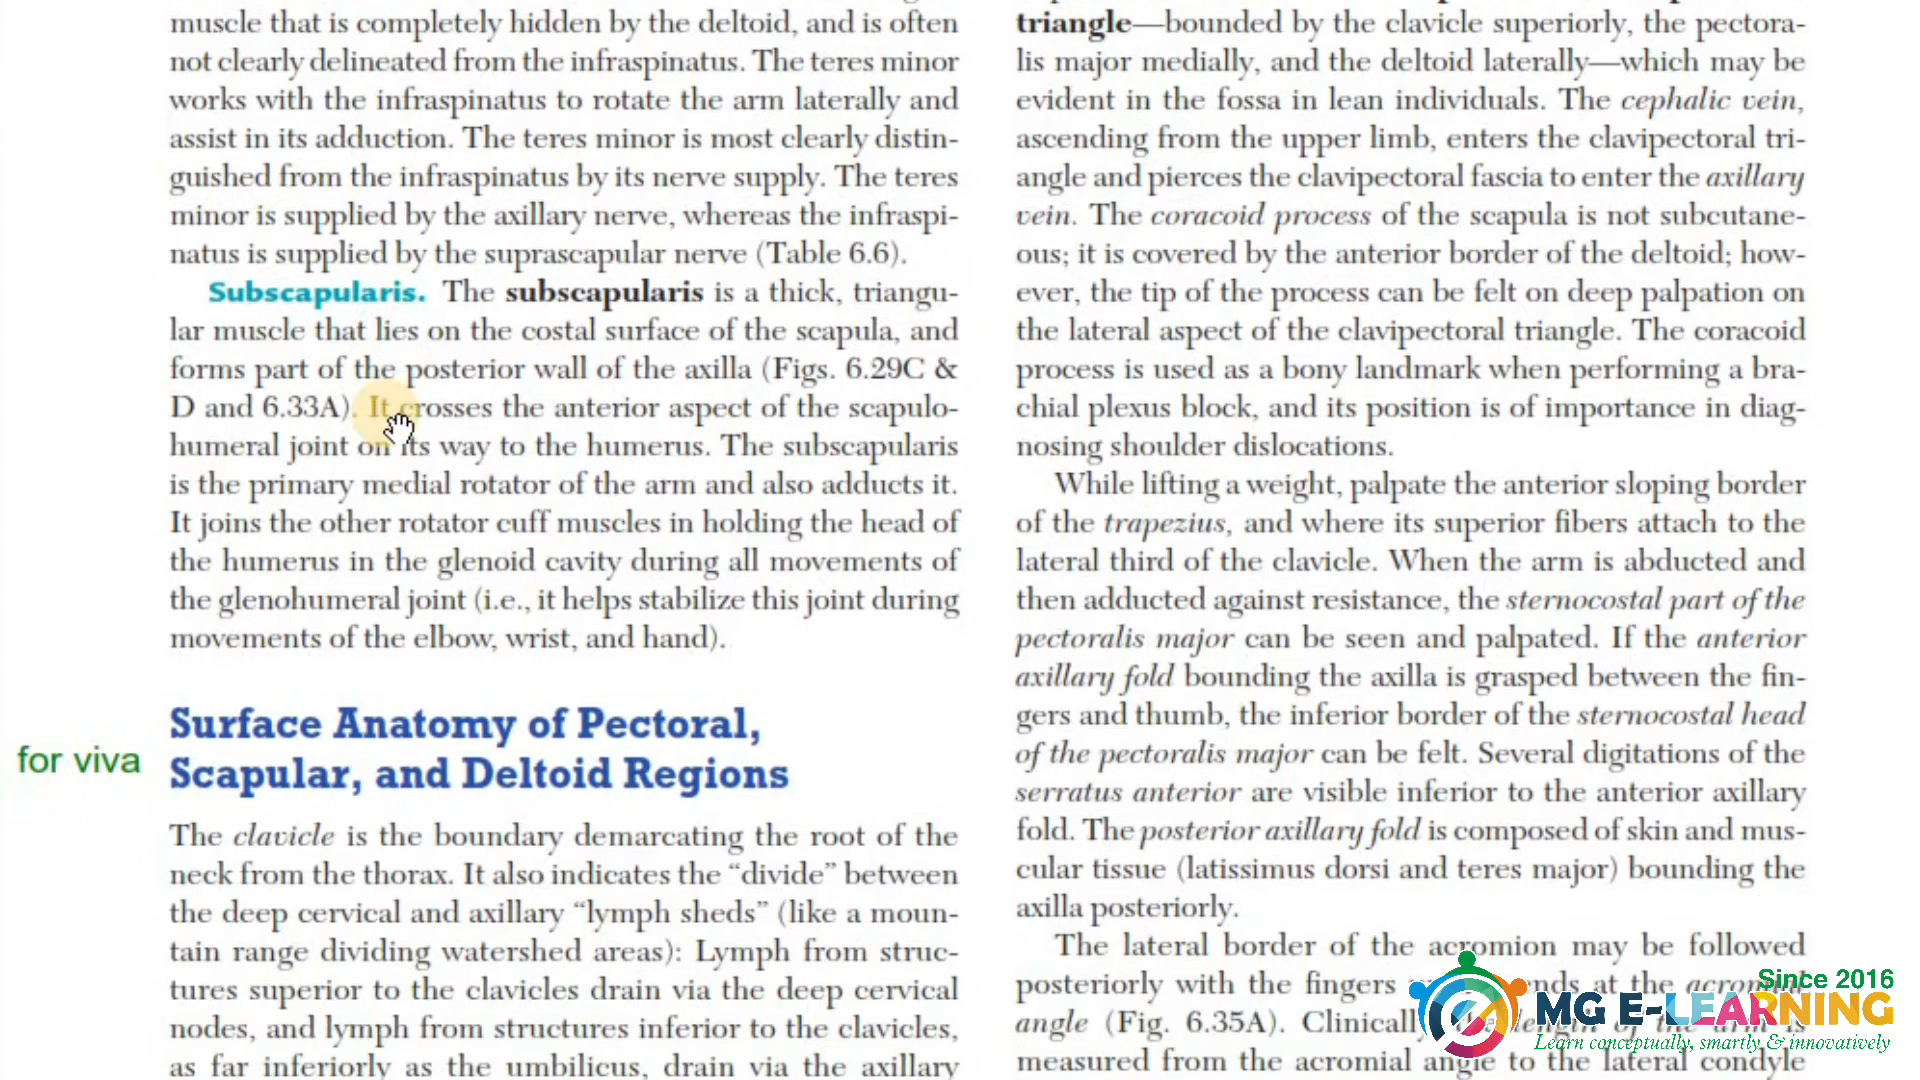 muscle that is completely hidden by the deltoid, and is often
not clearly delineated from the infraspinatus. The teres minor
works with the infraspinatus to rotate the arm laterally and
assist in its adduction. The teres minor is most clearly distin-
guished from the infraspinatus by its nerve supply. The teres
minor is supplied by the axillary nerve, whereas the infraspi-
natus is supplied by the suprascapular nerve (Table 6.6).
Subscapularis. The subscapularis is a thick, triangu-
lar muscle that lies on the costal surface of the scapula, and
forms part of the posterior wall of the axilla (Figs. 6.29C &
D and 6.33A). It crosses the anterior aspect of the scapulo-
humeral joint on its way to the humerus. The subscapularis
is the primary medial rotator of the arm and also adducts it.
It joins the other rotator cuff muscles in holding the head of
the humerus in the glenoid cavity during all movements of
the glenohumeral joint (i.e., it helps stabilize this joint during
movements of the elbow, wrist, and hand).
for viva
Surface Anatomy of Pectoral,
Scapular, and Deltoid Regions
The clavicle is the boundary demarcating the root of the
neck from the thorax. It also indicates the “divide” between
the deep cervical and axillary “lymph sheds” (like a moun-
tain range dividing watershed areas): Lymph from struc-
tures superior to the clavicles drain via the deep cervical
nodes, and lymph from structures inferior to the clavicles,
as far inferiorly as the umbilicus, drain via the axillary
triangle—bounded by the clavicle superiorly, the pectora-
lis major medially, and the deltoid laterally—which may be
evident in the fossa in lean individuals. The cephalic vein,
ascending from the upper limb, enters the clavipectoral tri-
angle and pierces the clavipectoral fascia to enter the axillary
vein. The coracoid process of the scapula is not subcutane-
ous; it is covered by the anterior border of the deltoid; how-
ever, the tip of the process can be felt on deep palpation on
the lateral aspect of the clavipectoral triangle. The coracoid
process is used as a bony landmark when performing a bra-
chial plexus block, and its position is of importance in diag-
nosing shoulder dislocations.
While lifting a weight, palpate the anterior sloping border
of the trapezius, and where its superior fibers attach to the
lateral third of the clavicle. When the arm is abducted and
then adducted against resistance, the sternocostal part of the
pectoralis major can be seen and palpated. If the anterior
axillary fold bounding the axilla is grasped between the fin-
gers and thumb, the inferior border of the sternocostal head
of the pectoralis major can be felt. Several digitations of the
serratus anterior are visible inferior to the anterior axillary
fold. The posterior axillary fold is composed of skin and mus-
cular tissue (latissimus dorsi and teres major) bounding the
axilla posteriorly.
The lateral border of the acromion may be followed
posteriorly with the fingers ends at the acromial
angle (Fig. 6.35A). Clinically, the length of the arm is
measured from the acromial angle to the lateral condyle
Since 2016
MG E-LEARNING
Learn conceptually, smartly & innovatively